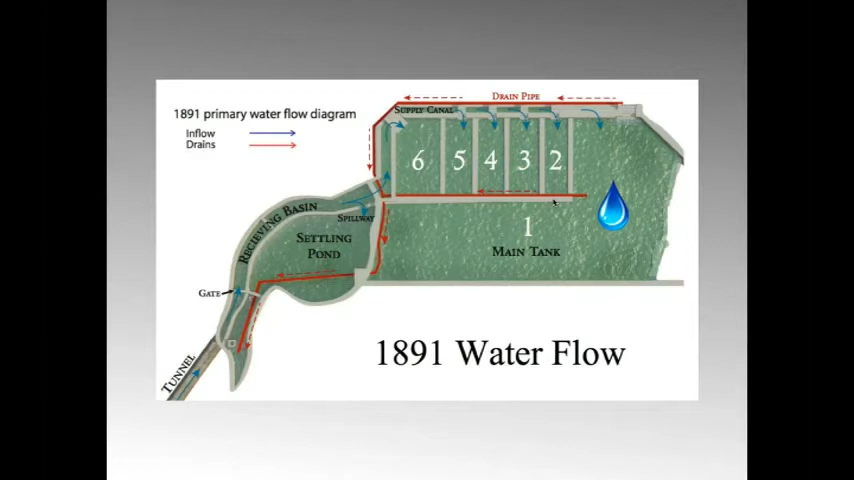 DRAIN PIPE
1891 primary water flow diagram
SUPPLY CANAL
Inflow
Drains
6 5 4 3 2
RECIEVING BASIN
SPILLWAY
1
SETTLING
POND
MAIN TANK
GATE
TUNNEL
1891 Water Flow